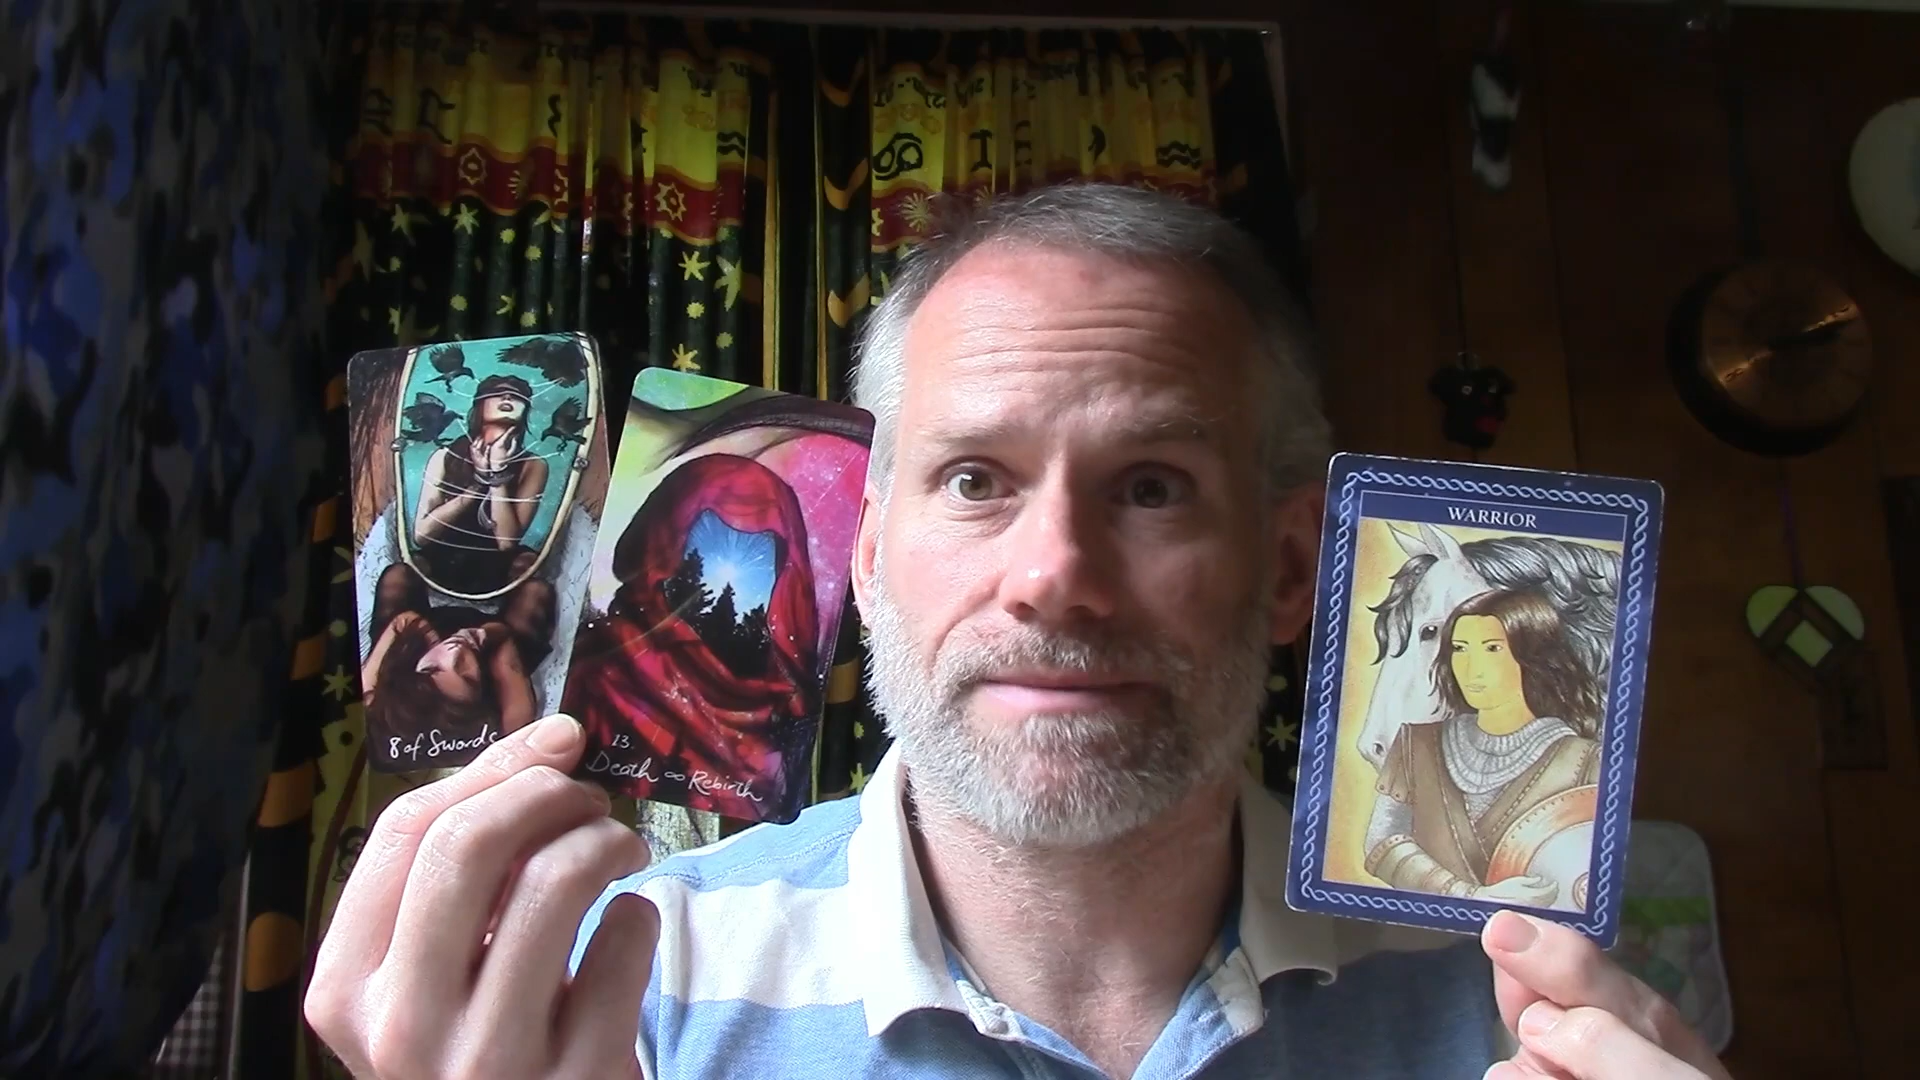 8 of Swords
13.
Death ∞ Rebirth
WARRIOR